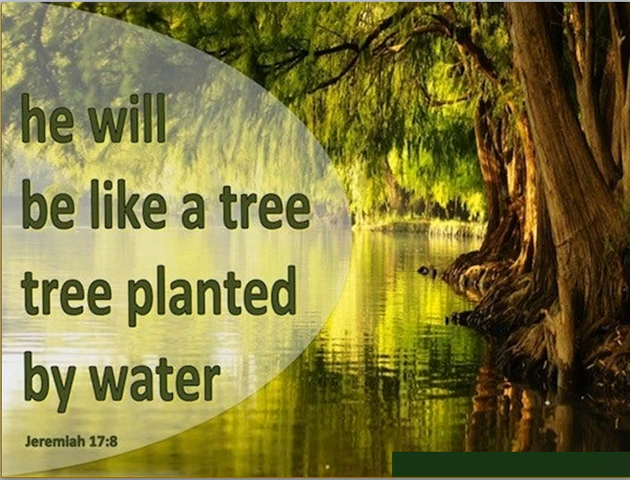 he will
be like a tree
tree planted
by water
Jeremiah 17:8